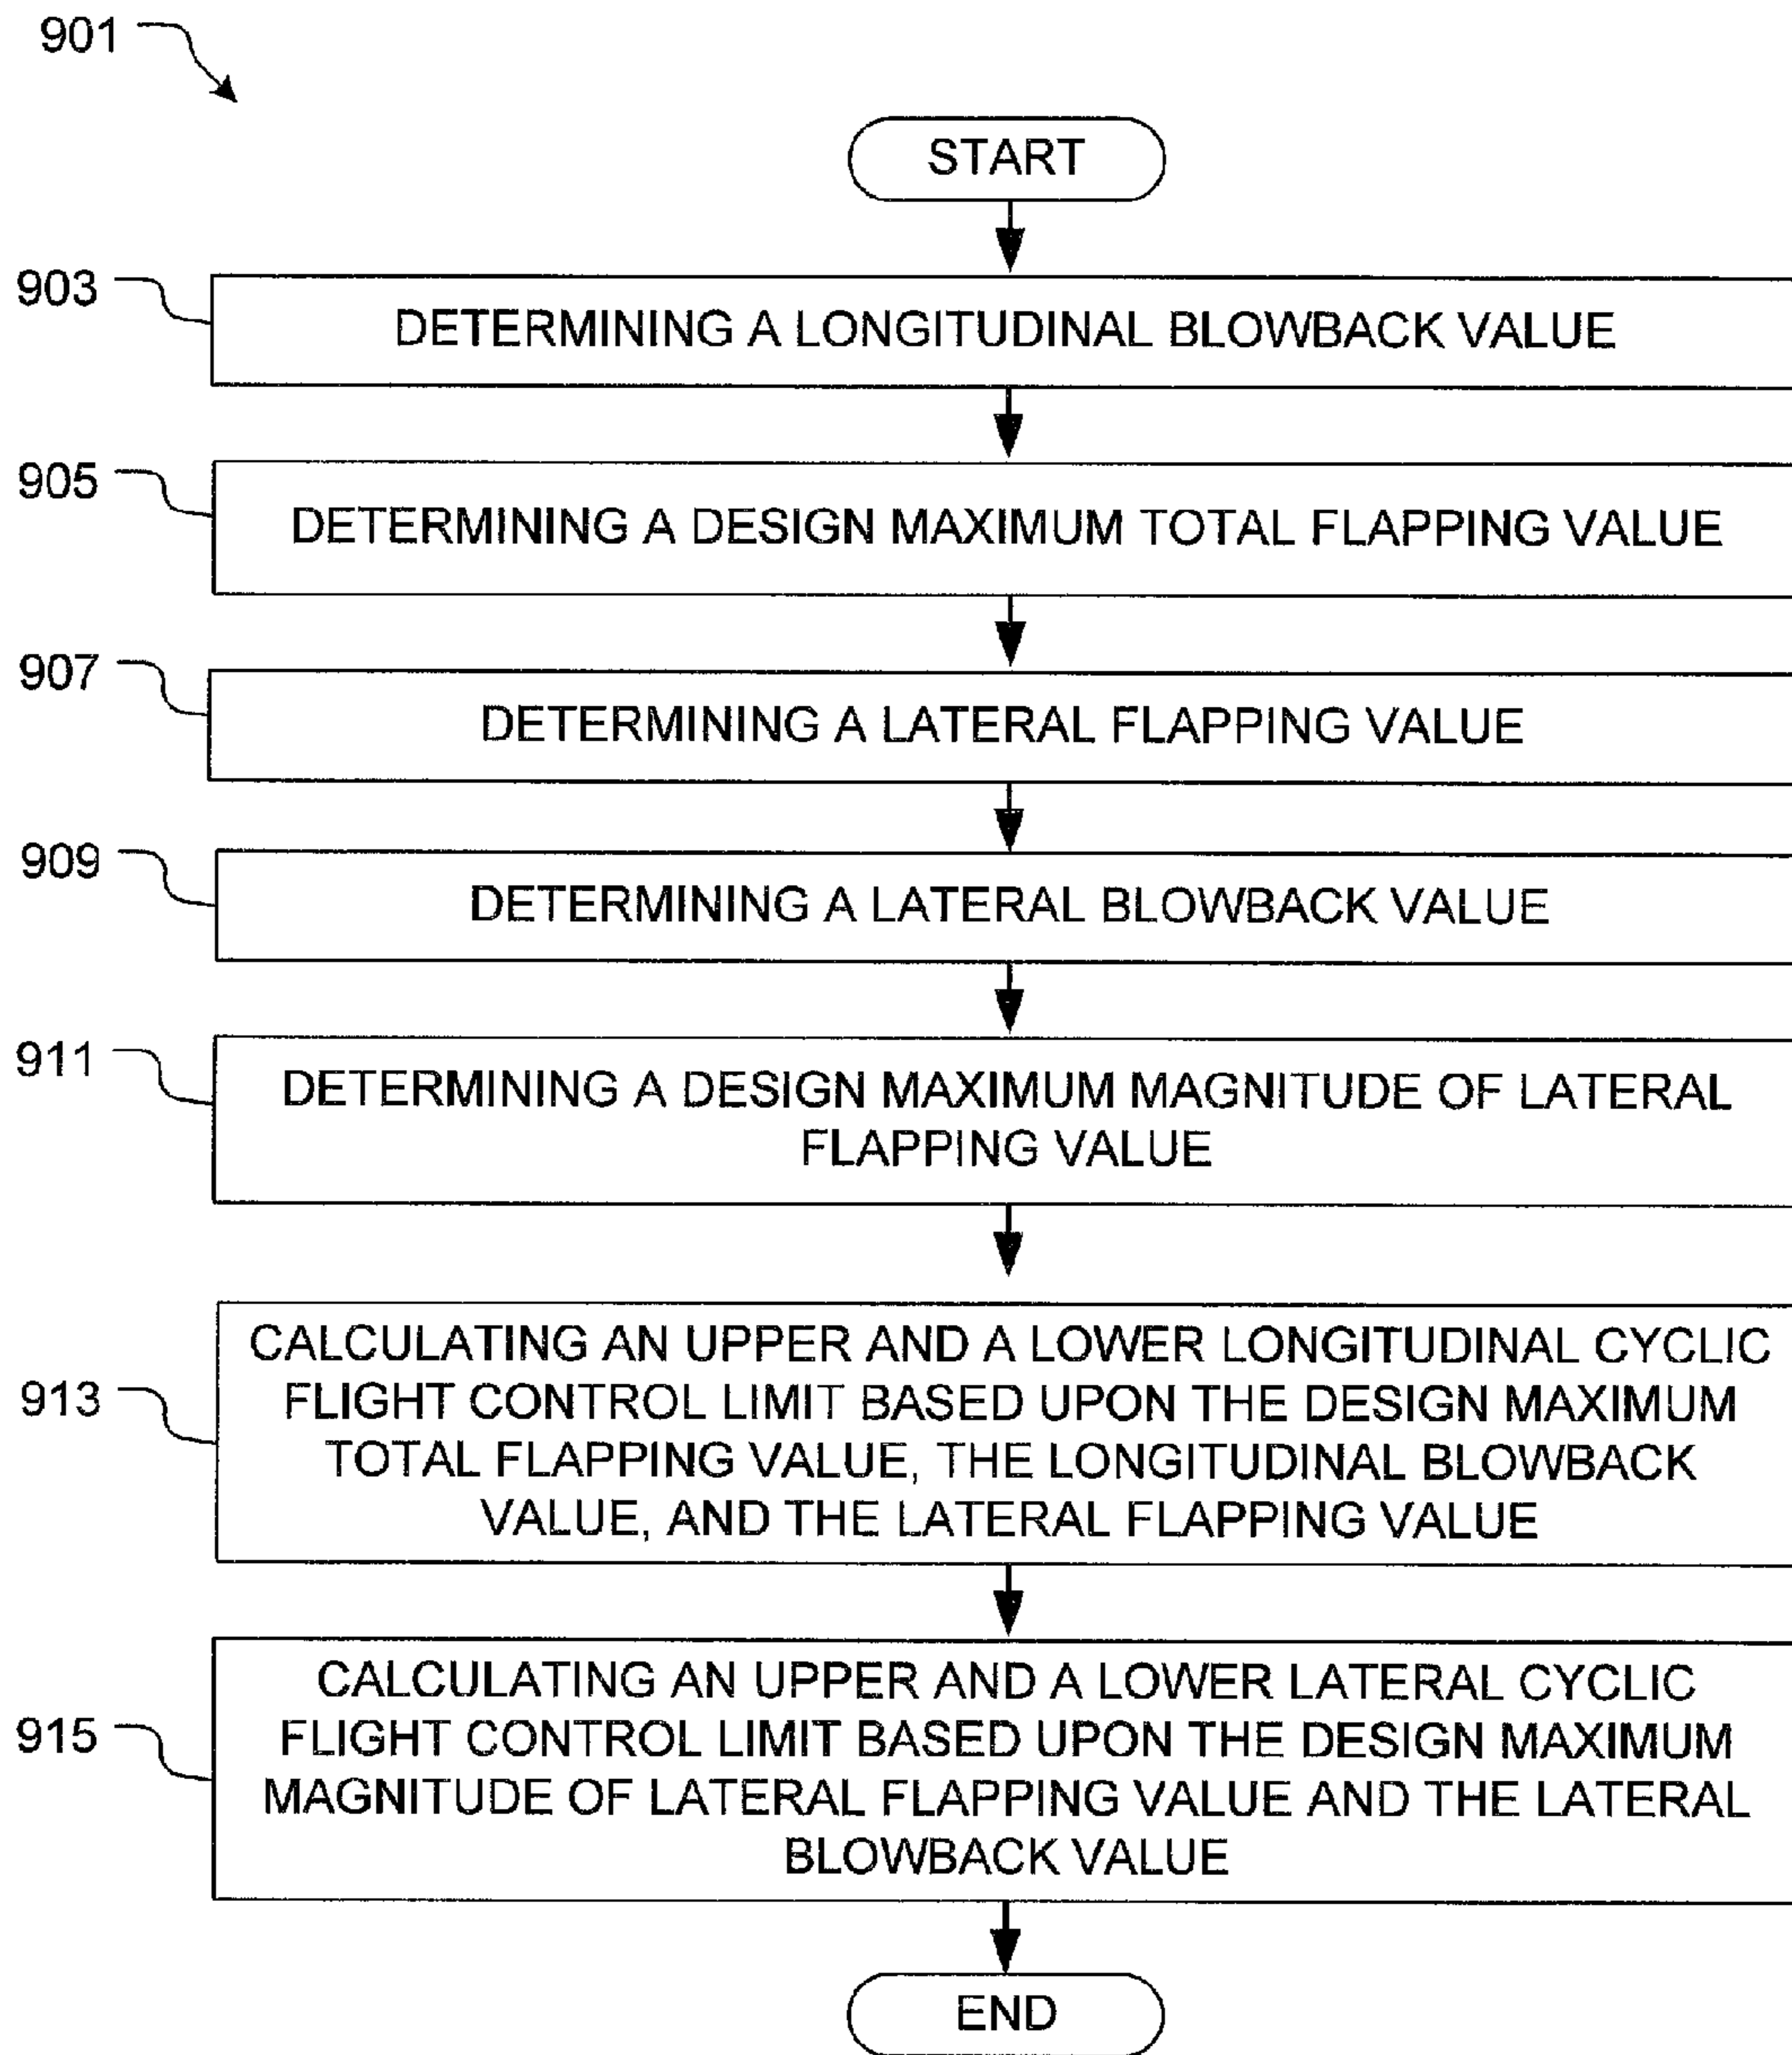 901
START
903
DETERMINING A LONGITUDINAL BLOWBACK VALUE
905
DETERMINING A DESIGN MAXIMUM TOTAL FLAPPING VALUE
907
DETERMINING A LATERAL FLAPPING VALUE
909
DETERMINING A LATERAL BLOWBACK VALUE
911
DETERMINING A DESIGN MAXIMUM MAGNITUDE OF LATERAL
FLAPPING VALUE
913
CALCULATING AN UPPER AND A LOWER LONGITUDINAL CYCLIC
FLIGHT CONTROL LIMIT BASED UPON THE DESIGN MAXIMUM
TOTAL FLAPPING VALUE, THE LONGITUDINAL BLOWBACK
VALUE, AND THE LATERAL FLAPPING VALUE
915
CALCULATING AN UPPER AND A LOWER LATERAL CYCLIC
FLIGHT CONTROL LIMIT BASED UPON THE DESIGN MAXIMUM
MAGNITUDE OF LATERAL FLAPPING VALUE AND THE LATERAL
BLOWBACK VALUE
END